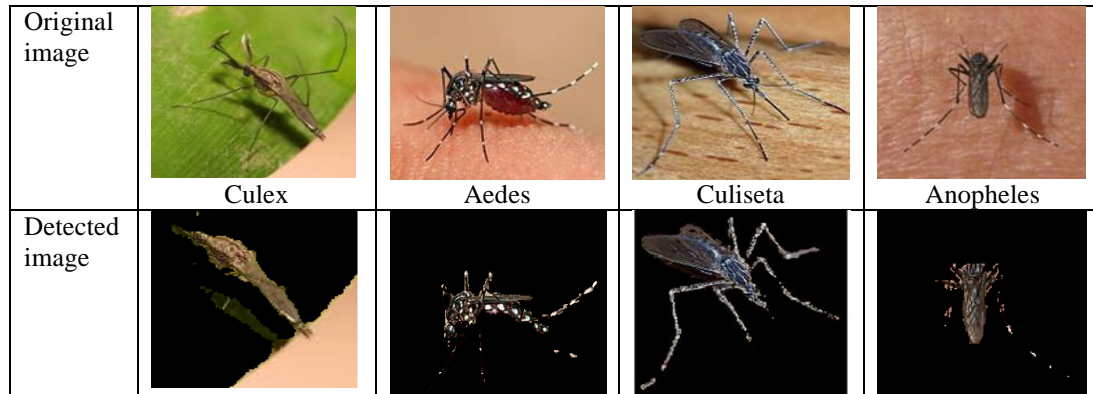 Original
image
Culex
Aedes
Culiseta
Anopheles
Detected
image